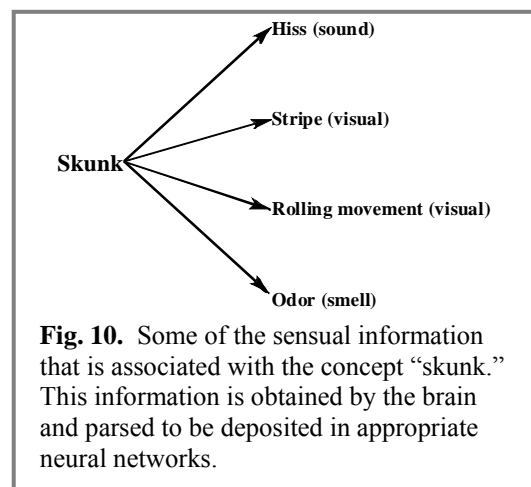 Hiss (sound)
Stripe (visual)
Skunk
Rolling movement (visual)
Odor (smell)
Fig. 10. Some of the sensual information
that is associated with the concept “skunk.”
This information is obtained by the brain
and parsed to be deposited in appropriate
neural networks.